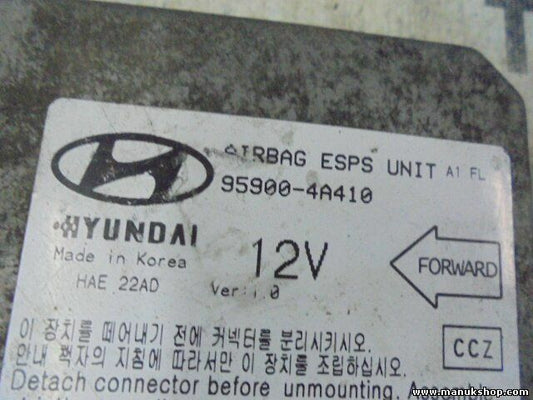 AIRBAG ESPS UNIT A1 FL
95900-4A410
HYUNDAI
Made in Korea
12V
FORWARD
HAE 22AD
Ver:1.0
이 장치를 떼어내기 전에 커넥터를 분리시키시오.
안내 책자의 지침에 따라서만 이 장치를 조립하십시오.
CCZ
Detach connector before unmounting.
www.manukshop.com